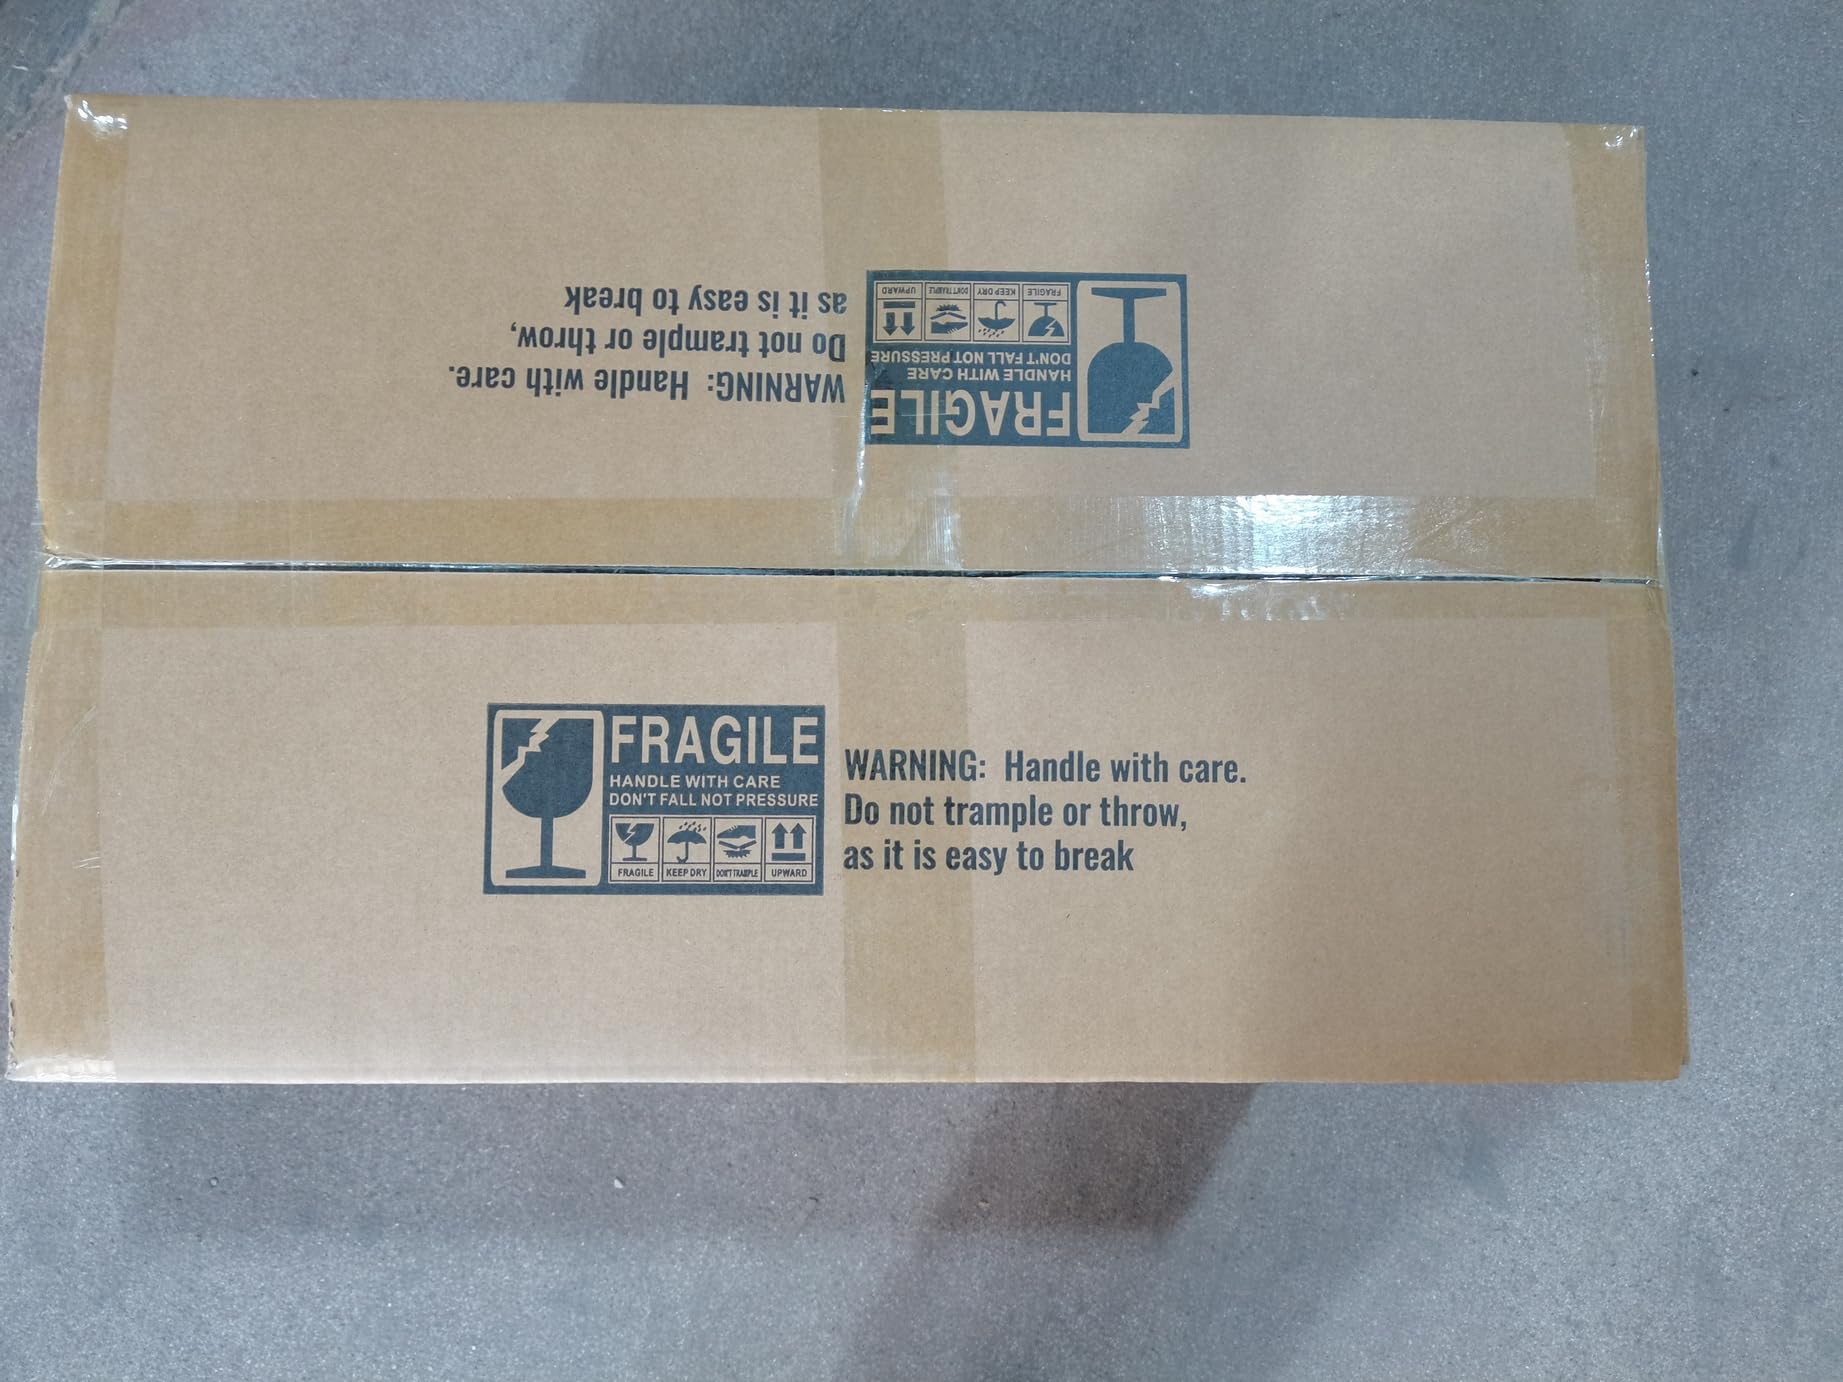 WARNING: Handle with care.
Do not trample or throw,
as it is easy to break
FRAGILE
HANDLE WITH CARE
DON'T FALL NOT PRESSURE
FRAGILE
KEEP DRY
DON'T TRAMPLE
UPWARD
FRAGILE
HANDLE WITH CARE
DON'T FALL NOT PRESSURE
FRAGILE
KEEP DRY
DON'T TRAMPLE
UPWARD
WARNING: Handle with care.
Do not trample or throw,
as it is easy to break